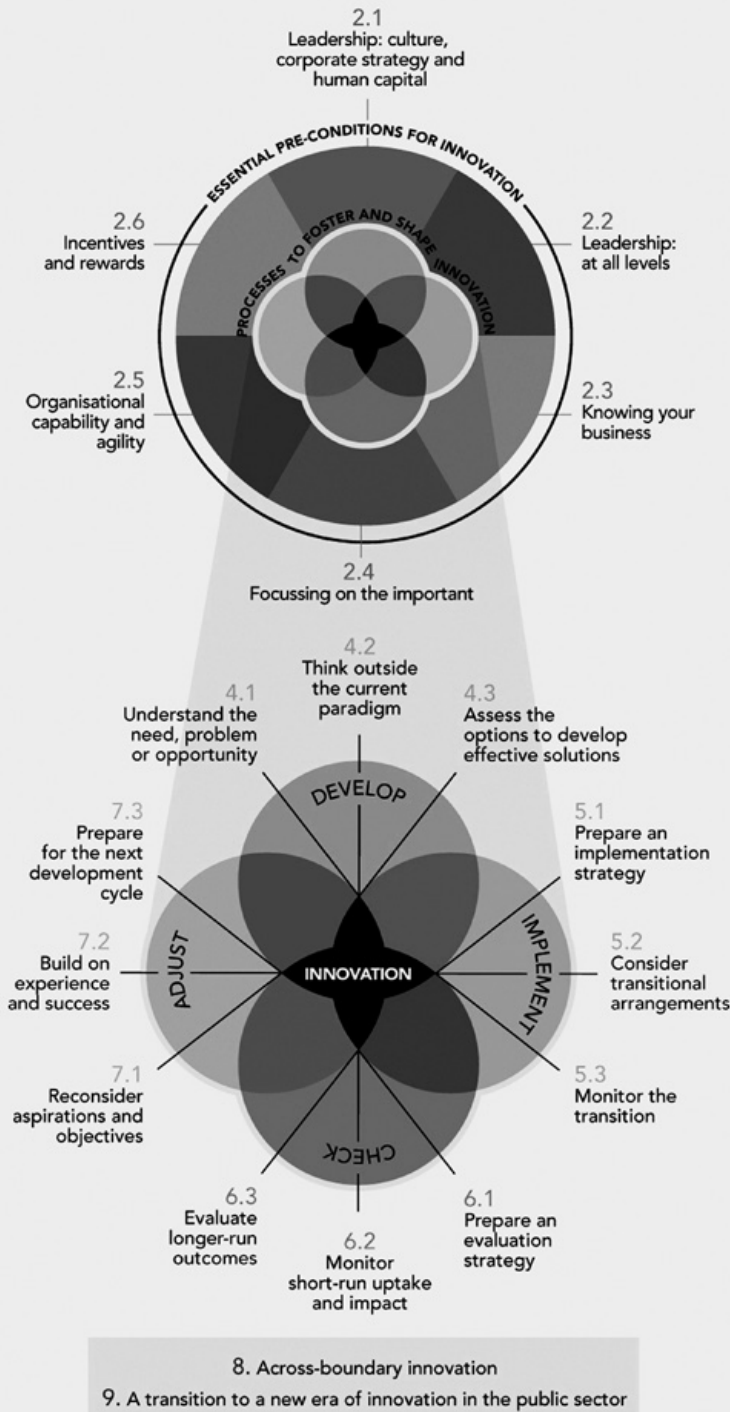 2.1
Leadership: culture,
corporate strategy and
human capital
ESSENTIAL PRE-CONDITIONS FOR INNOVATION
2.6
Incentives
and rewards
2.2
Leadership:
at all levels
PROCESSES TO FOSTER AND SHAPE INNOVATION
2.5
Organisational
capability and
agility
2.3
Knowing your
business
2.4
Focussing on the important
4.2
Think outside
the current
paradigm
4.1
Understand the
need, problem
or opportunity
4.3
Assess the
options to develop
effective solutions
DEVELOP
7.3
Prepare
for the next
development
cycle
5.1
Prepare an
implementation
strategy
7.2
Build on
experience
and success
ADJUST
INNOVATION
IMPLEMENT
5.2
Consider
transitional
arrangements
7.1
Reconsider
aspirations and
objectives
5.3
Monitor the
transition
CHECK
6.3
Evaluate
longer-run
outcomes
6.2
Monitor
short-run uptake
and impact
6.1
Prepare an
evaluation
strategy
8. Across-boundary innovation
9. A transition to a new era of innovation in the public sector